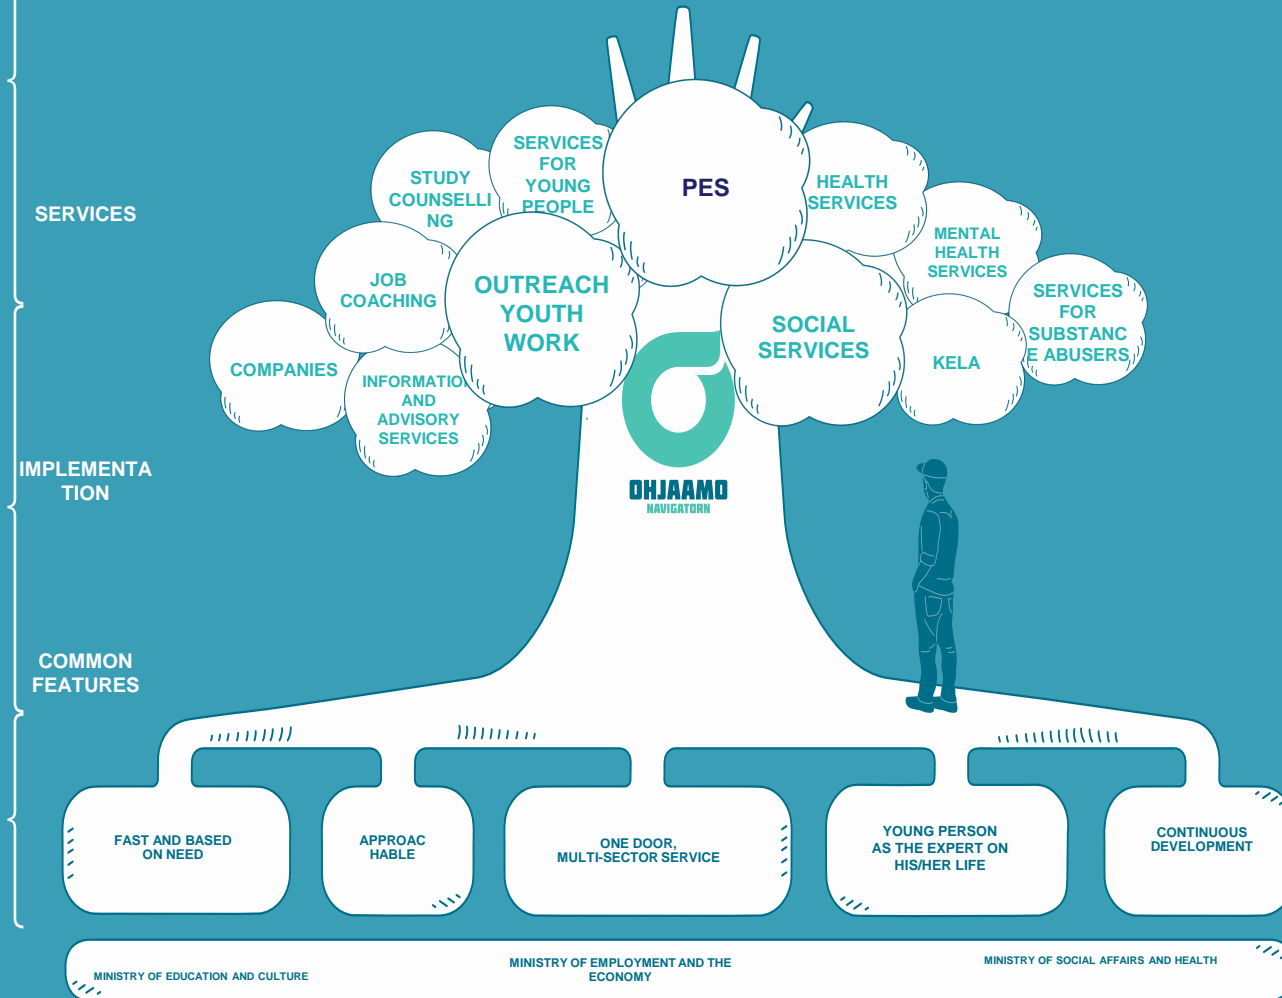 SERVICES
IMPLEMENTA
TION
COMMON
FEATURES
PES
SERVICES
FOR
YOUNG
PEOPLE
STUDY
COUNSELLI
NG
HEALTH
SERVICES
MENTAL
HEALTH
SERVICES
JOB
COACHING
OUTREACH
YOUTH
WORK
SOCIAL
SERVICES
SERVICES
FOR
SUBSTANC
E ABUSERS
COMPANIES
INFORMATION
AND
ADVISORY
SERVICES
KELA
OHJAAMO
NAVIGATORN
FAST AND BASED
ON NEED
APPROAC
HABLE
ONE DOOR,
MULTI-SECTOR SERVICE
YOUNG PERSON
AS THE EXPERT ON
HIS/HER LIFE
CONTINUOUS
DEVELOPMENT
MINISTRY OF EDUCATION AND CULTURE
MINISTRY OF EMPLOYMENT AND THE
ECONOMY
MINISTRY OF SOCIAL AFFAIRS AND HEALTH